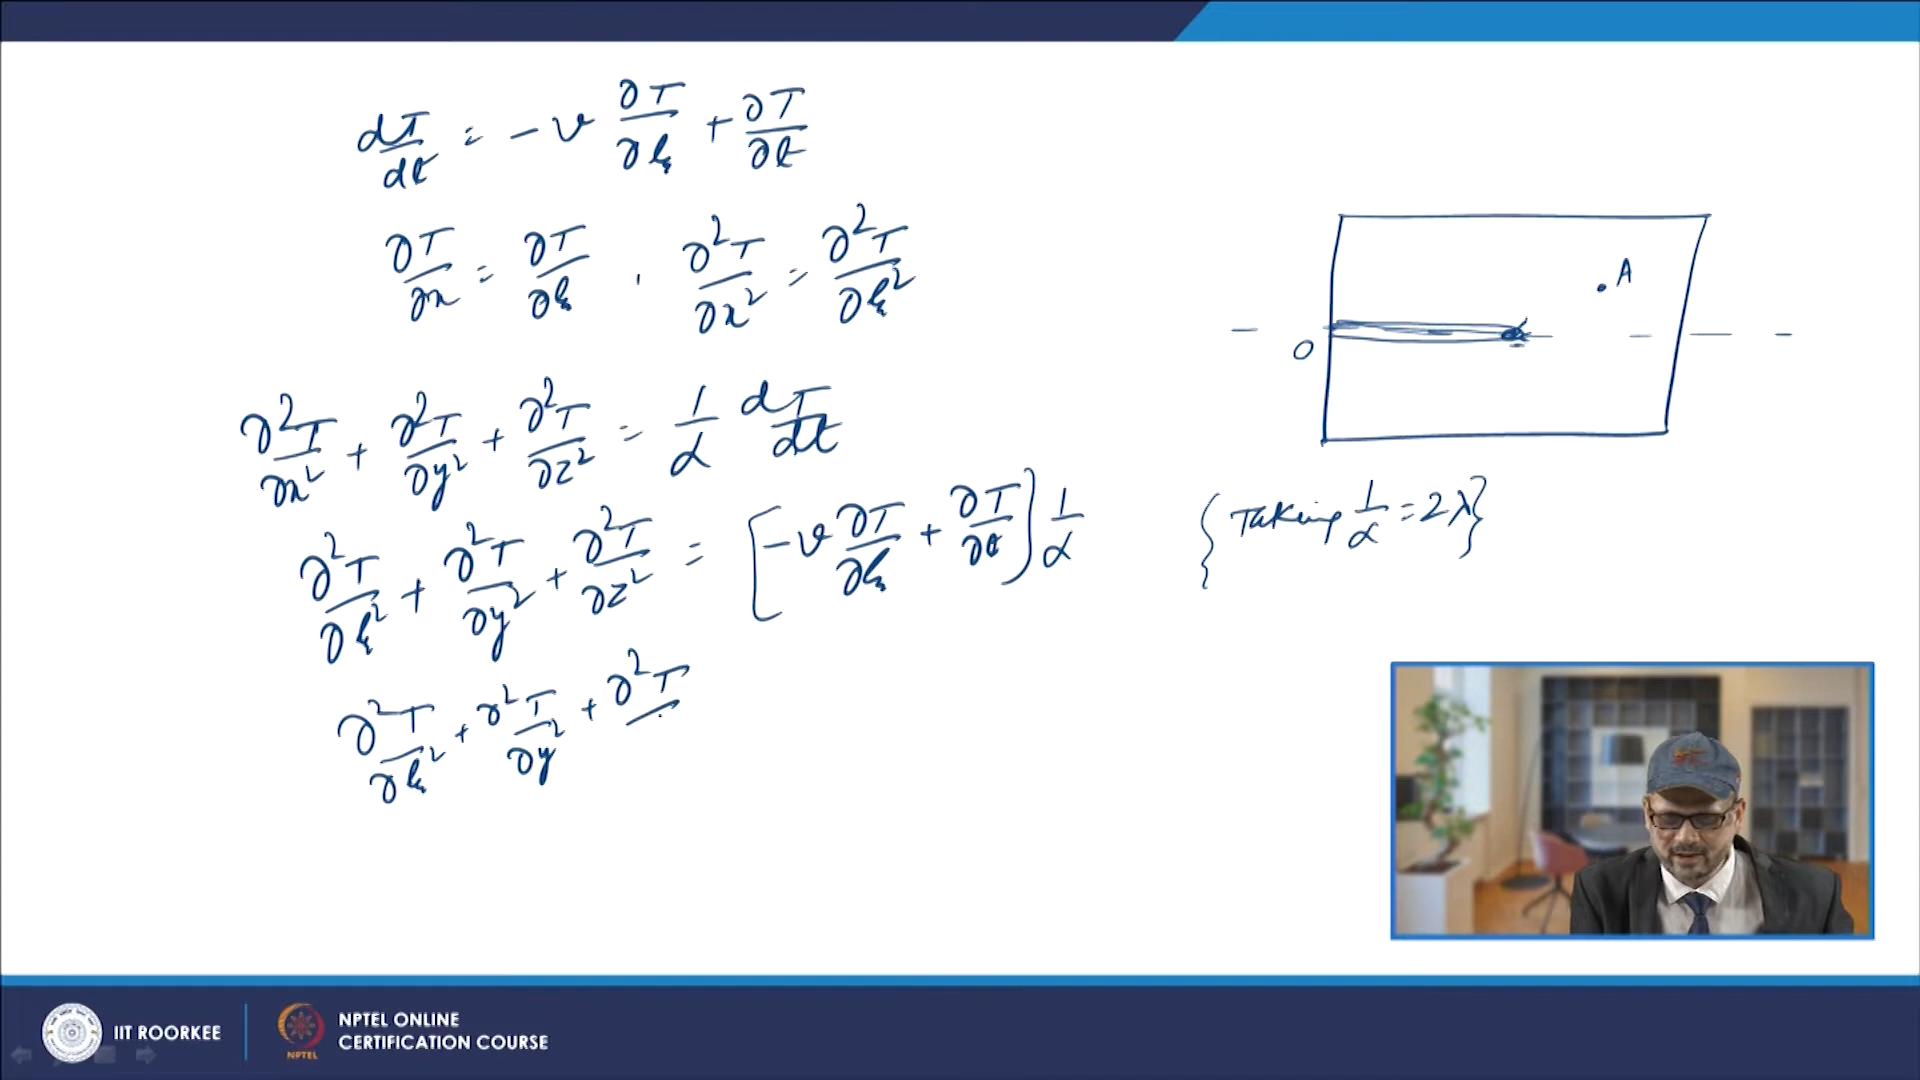 dT/dt = -v ∂T/∂ξ + ∂T/∂t
∂T/∂x = ∂T/∂ξ , ∂²T/∂x² = ∂²T/∂ξ²
A
O
∂²T/∂x² + ∂²T/∂y² + ∂²T/∂z² = 1/α dT/dt
∂²T/∂ξ² + ∂²T/∂y² + ∂²T/∂z² = [-v ∂T/∂ξ + ∂T/∂t] 1/α
{Taking 1/α = 2λ}
∂²T/∂ξ² + ∂²T/∂y² + ∂²T
IIT ROORKEE
NPTEL
NPTEL ONLINE
CERTIFICATION COURSE